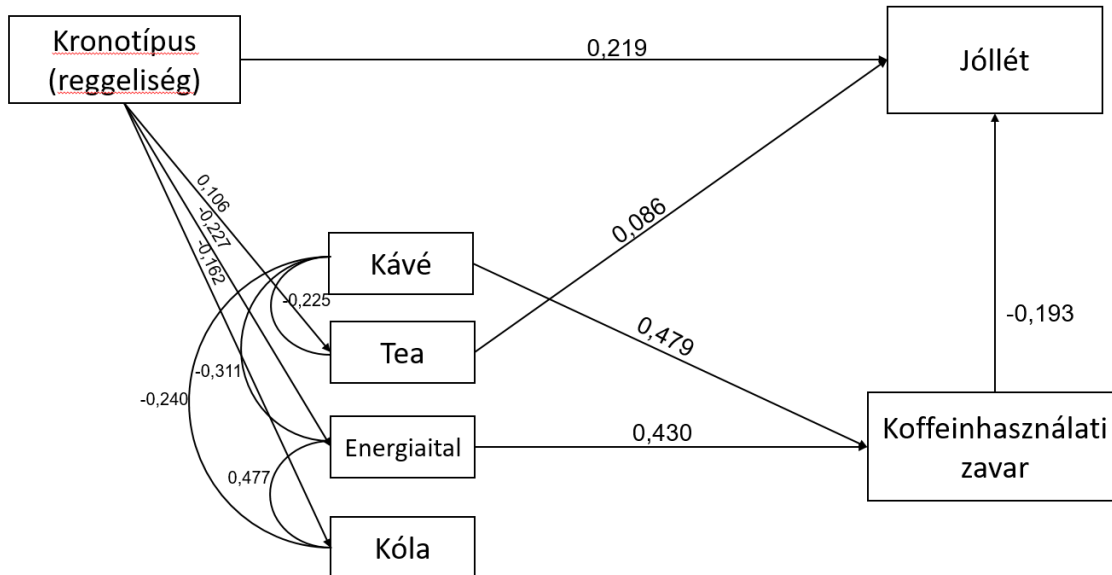 Kronotípus
(reggeliség)
0,219
Jóllét
0,106
-0,227
-0,162
0,086
Kávé
-0,225
Tea
0,479
-0,193
-0,311
-0,240
Energiaital
0,430
Koffeinhasználati
zavar
0,477
Kóla